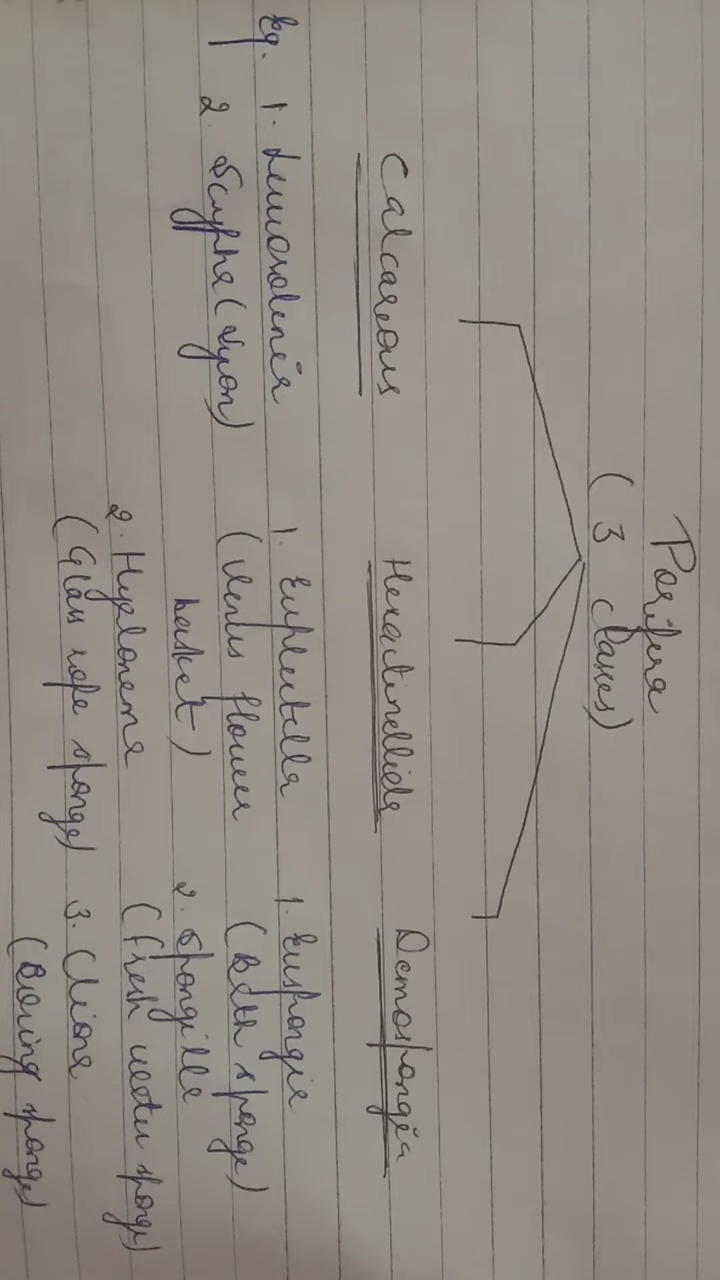 Porifera
( 3 classes)
Calcareous
Eg. 1. Leucosolenia
2. Scypha (Sycon)
Hexactinellida
1. Euplectella
(Venus flower
basket)
2. Hyalonema
(Glass rope sponge)
Demospongia
1. Euspongia
(Bath sponge)
2. Spongilla
(fresh water sponge)
3. Cliona
(Boring sponge)